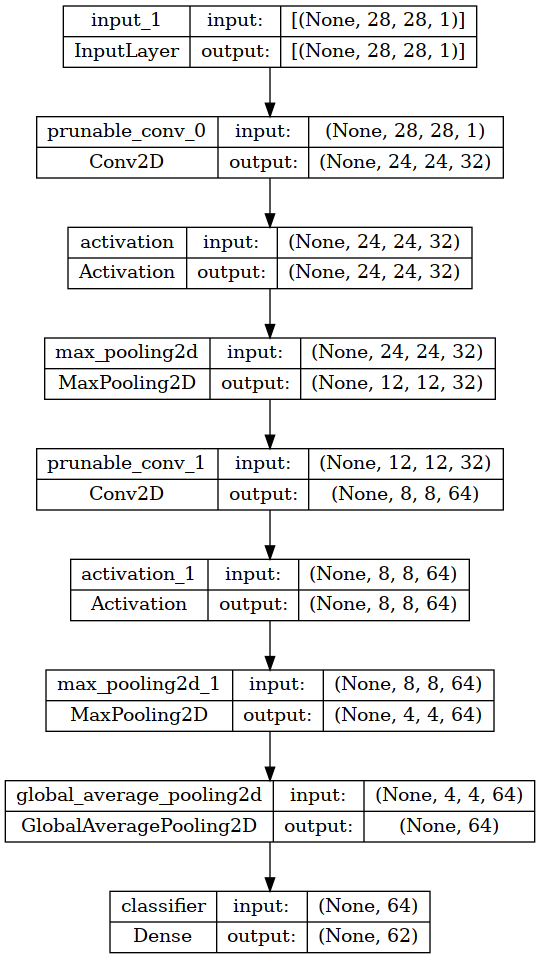 input_1 input: [(None, 28, 28, 1)]
InputLayer output: [(None, 28, 28, 1)]
prunable_conv_0 input: (None, 28, 28, 1)
Conv2D output: (None, 24, 24, 32)
activation input: (None, 24, 24, 32)
Activation output: (None, 24, 24, 32)
max_pooling2d input: (None, 24, 24, 32)
MaxPooling2D output: (None, 12, 12, 32)
prunable_conv_1 input: (None, 12, 12, 32)
Conv2D output: (None, 8, 8, 64)
activation_1 input: (None, 8, 8, 64)
Activation output: (None, 8, 8, 64)
max_pooling2d_1 input: (None, 8, 8, 64)
MaxPooling2D output: (None, 4, 4, 64)
global_average_pooling2d input: (None, 4, 4, 64)
GlobalAveragePooling2D output: (None, 64)
classifier input: (None, 64)
Dense output: (None, 62)